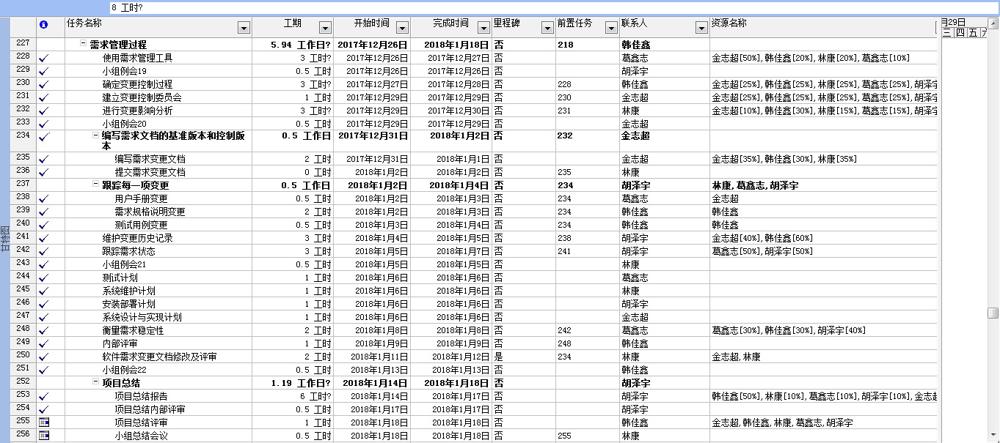 8 工时?
任务名称 工期 开始时间 完成时间 里程碑 前置任务 联系人 资源名称 月29日
三 四 五 六
227 需求管理过程 5.94 工作日? 2017年12月26日 2018年1月18日 否 218 韩佳鑫
228 使用需求管理工具 3 工时? 2017年12月26日 2017年12月27日 否 葛鑫志 金志超[50%],韩佳鑫[20%],林康[20%],葛鑫志[10%]
229 小组例会19 0.5 工时 2017年12月26日 2017年12月26日 否 胡泽宇
230 确定变更控制过程 3 工时? 2017年12月27日 2017年12月28日 否 228 韩佳鑫 金志超[25%],韩佳鑫[25%],林康[25%],葛鑫志[25%],胡泽宇
231 建立变更控制委员会 1 工时 2017年12月29日 2017年12月29日 否 230 金志超 金志超[25%],韩佳鑫[25%],林康[25%],葛鑫志[25%],胡泽宇
232 进行变更影响分析 3 工时? 2017年12月29日 2017年12月30日 否 231 林康 金志超[10%],韩佳鑫[30%],林康[15%],葛鑫志[15%],胡泽宇
233 小组例会20 0.5 工时 2017年12月29日 2017年12月29日 否 金志超
234 编写需求文档的基准版本和控制版 0.5 工作日 2017年12月31日 2018年1月2日 否 232 金志超
本
235 编写需求变更文档 2 工时 2017年12月31日 2018年1月1日 否 金志超 金志超[35%],韩佳鑫[30%],林康[35%]
236 提交需求变更文档 0 工时 2018年1月2日 2018年1月2日 否 235 林康
237 跟踪每一项变更 0.5 工作日 2018年1月2日 2018年1月4日 否 234 胡泽宇 林康,葛鑫志,胡泽宇
238 用户手册变更 0.5 工时 2018年1月2日 2018年1月3日 否 234 葛鑫志 金志超
239 需求规格说明变更 2 工时 2018年1月2日 2018年1月3日 否 234 韩佳鑫 韩佳鑫
240 测试用例变更 0.5 工时 2018年1月3日 2018年1月4日 否 234 韩佳鑫 韩佳鑫
241 维护变更历史记录 3 工时 2018年1月4日 2018年1月5日 否 238 胡泽宇 金志超[40%],韩佳鑫[60%]
242 跟踪需求状态 3 工时 2018年1月5日 2018年1月7日 否 241 胡泽宇 葛鑫志[50%],胡泽宇[50%]
243 小组例会21 0.5 工时 2018年1月5日 2018年1月5日 否 林康
244 测试计划 1 工时 2018年1月6日 2018年1月6日 否 葛鑫志
245 系统维护计划 1 工时 2018年1月6日 2018年1月6日 否 林康
246 安装部署计划 1 工时 2018年1月6日 2018年1月6日 否 胡泽宇
247 系统设计与实现计划 1 工时 2018年1月6日 2018年1月6日 否 金志超
248 衡量需求稳定性 2 工时 2018年1月8日 2018年1月8日 否 242 葛鑫志 葛鑫志[30%],韩佳鑫[30%],胡泽宇[40%]
249 内部评审 1 工时 2018年1月9日 2018年1月9日 否 248 韩佳鑫
250 软件需求变更文档修改及评审 2 工时 2018年1月11日 2018年1月12日 是 234 林康 金志超,林康
251 小组例会22 0.5 工时 2018年1月13日 2018年1月13日 否 韩佳鑫
252 项目总结 1.19 工作日? 2018年1月14日 2018年1月18日 否 胡泽宇
253 项目总结报告 6 工时? 2018年1月14日 2018年1月17日 否 胡泽宇 韩佳鑫[50%],林康[10%],葛鑫志[10%],胡泽宇[10%],金志超
254 项目总结内部评审 0.5 工时 2018年1月17日 2018年1月17日 否 胡泽宇
255 项目总结评审 1 工时 2018年1月18日 2018年1月18日 否 韩佳鑫 金志超,韩佳鑫,林康,葛鑫志,胡泽宇
256 小组总结会议 0.5 工时 2018年1月18日 2018年1月18日 否 255 林康
甘特图